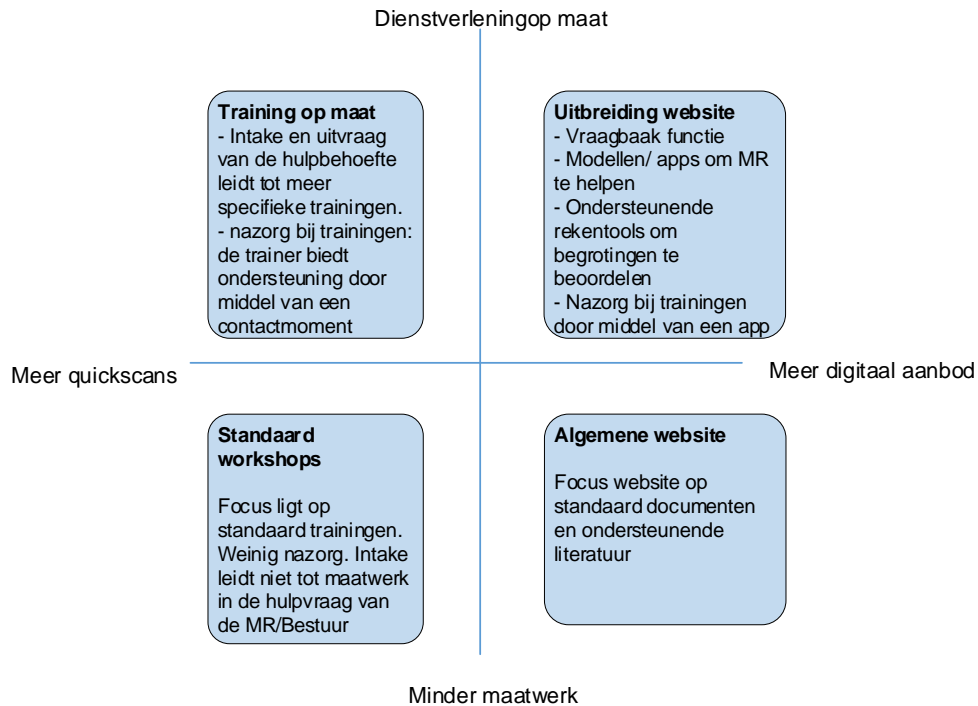 Dienstverleningop maat
Training op maat
- Intake en uitvraag
van de hulpbehoefte
leidt tot meer
specifieke trainingen.
- nazorg bij trainingen:
de trainer biedt
ondersteuning door
middel van een
contactmoment
Uitbreiding website
- Vraagbaak functie
- Modellen/ apps om MR
te helpen
- Ondersteunende
rekentools om
begrotingen te
beoordelen
- Nazorg bij trainingen
door middel van een app
Meer quickscans
Meer digitaal aanbod
Standaard
workshops
Focus ligt op
standaard trainingen.
Weinig nazorg. Intake
leidt niet tot maatwerk
in de hulpvraag van
de MR/Bestuur
Algemene website
Focus website op
standaard documenten
en ondersteunende
literatuur
Minder maatwerk